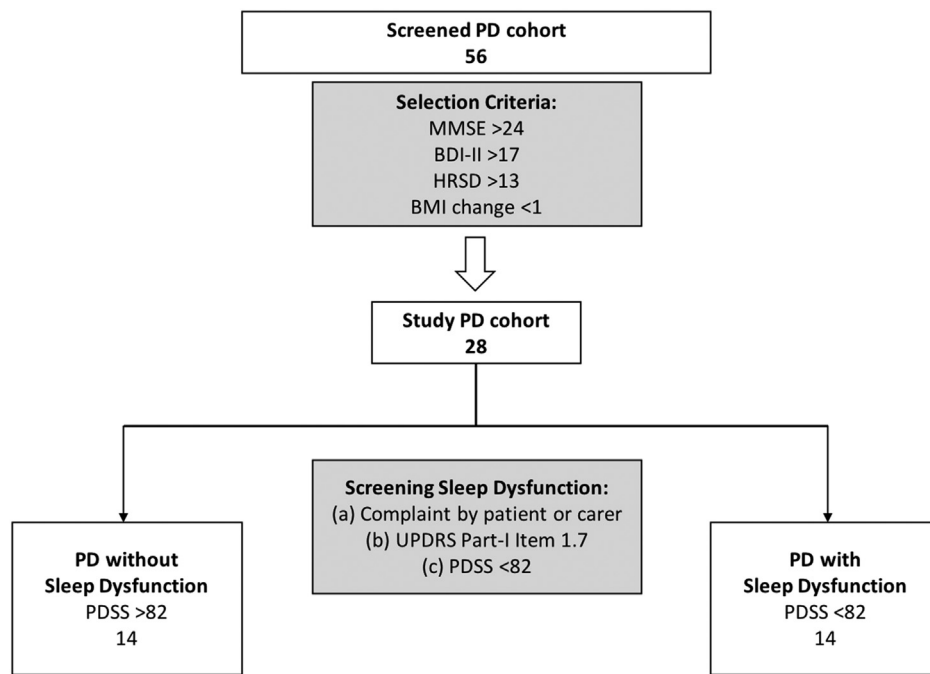 Screened PD cohort
56
Selection Criteria:
MMSE >24
BDI-II >17
HRSD >13
BMI change <1
Study PD cohort
28
Screening Sleep Dysfunction:
(a) Complaint by patient or carer
(b) UPDRS Part-I Item 1.7
(c) PDSS <82
PD without
Sleep Dysfunction
PDSS >82
14
PD with
Sleep Dysfunction
PDSS <82
14